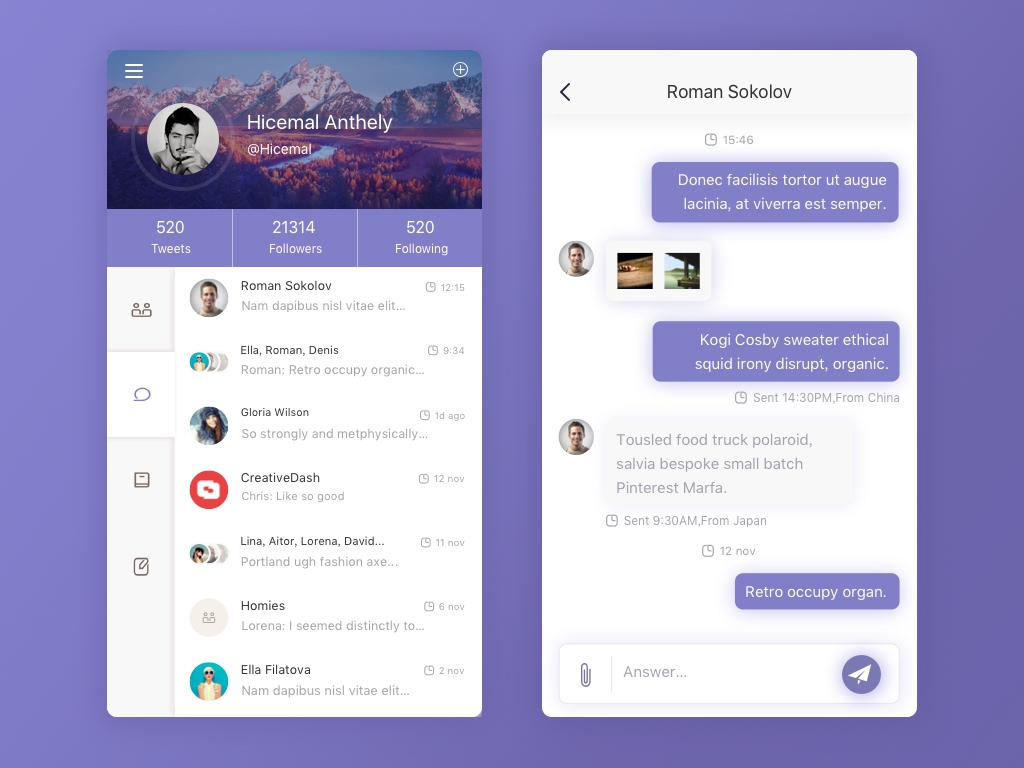 Hicemal Anthely
@Hicemal
520
Tweets
21314
Followers
520
Following
Roman Sokolov
12:15
Nam dapibus nisl vitae elit...
Ella, Roman, Denis
9:34
Roman: Retro occupy organic...
Gloria Wilson
1d ago
So strongly and metphysically...
CreativeDash
12 nov
Chris: Like so good
Lina, Aitor, Lorena, David...
11 nov
Portland ugh fashion axe...
Homies
6 nov
Lorena: I seemed distinctly to...
Ella Filatova
2 nov
Nam dapibus nisl vitae elit...
Roman Sokolov
15:46
Donec facilisis tortor ut augue
lacinia, at viverra est semper.
Kogi Cosby sweater ethical
squid irony disrupt, organic.
Sent 14:30PM,From China
Tousled food truck polaroid,
salvia bespoke small batch
Pinterest Marfa.
Sent 9:30AM,From Japan
12 nov
Retro occupy organ.
Answer...